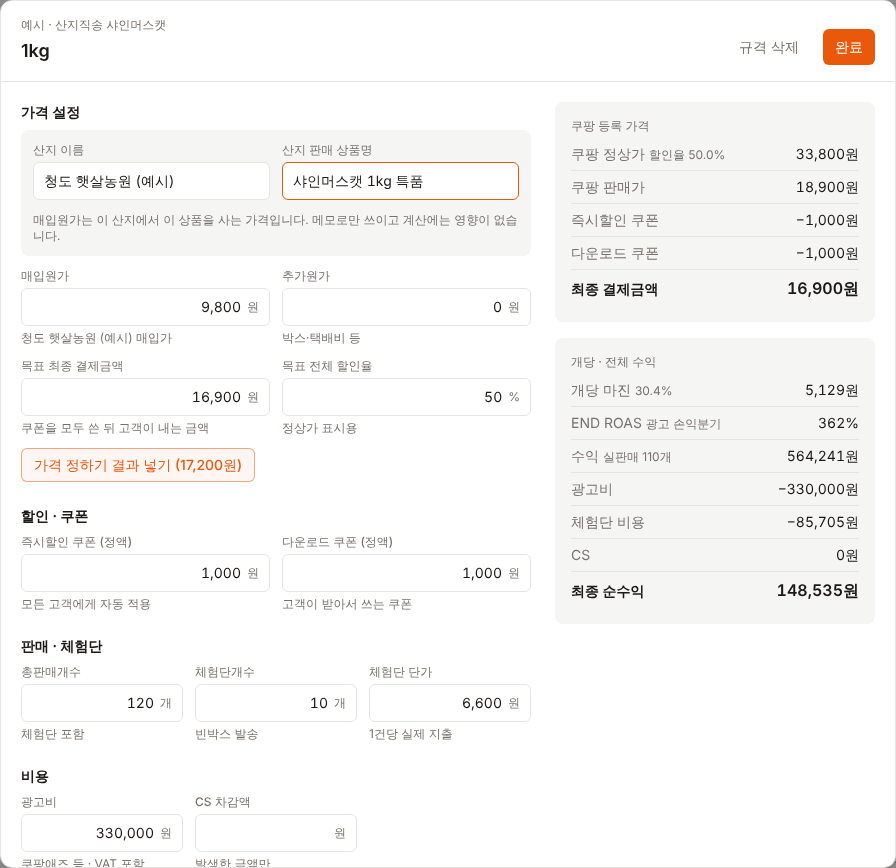 예시 · 산지직송 샤인머스캣
1kg
규격 삭제
완료
가격 설정
산지 이름
산지 판매 상품명
청도 햇살농원 (예시)
샤인머스캣 1kg 특품
매입원가는 이 산지에서 이 상품을 사는 가격입니다. 메모로만 쓰이고 계산에는 영향이 없습
니다.
매입원가
추가원가
9,800 원
0 원
청도 햇살농원 (예시) 매입가
박스·택배비 등
목표 최종 결제금액
목표 전체 할인율
16,900 원
50 %
쿠폰을 모두 쓴 뒤 고객이 내는 금액
정상가 표시용
가격 정하기 결과 넣기 (17,200원)
할인 · 쿠폰
즉시할인 쿠폰 (정액)
다운로드 쿠폰 (정액)
1,000 원
1,000 원
모든 고객에게 자동 적용
고객이 받아서 쓰는 쿠폰
판매 · 체험단
총판매개수
체험단개수
체험단 단가
120 개
10 개
6,600 원
체험단 포함
빈박스 발송
1건당 실제 지출
비용
광고비
CS 차감액
330,000 원
원
쿠팡애즈 등 · VAT 포함
발생한 금액만
쿠팡 등록 가격
쿠팡 정상가 할인율 50.0% 33,800원
쿠팡 판매가 18,900원
즉시할인 쿠폰 −1,000원
다운로드 쿠폰 −1,000원
최종 결제금액 16,900원
개당 · 전체 수익
개당 마진 30.4% 5,129원
END ROAS 광고 손익분기 362%
수익 실판매 110개 564,241원
광고비 −330,000원
체험단 비용 −85,705원
CS 0원
최종 순수익 148,535원